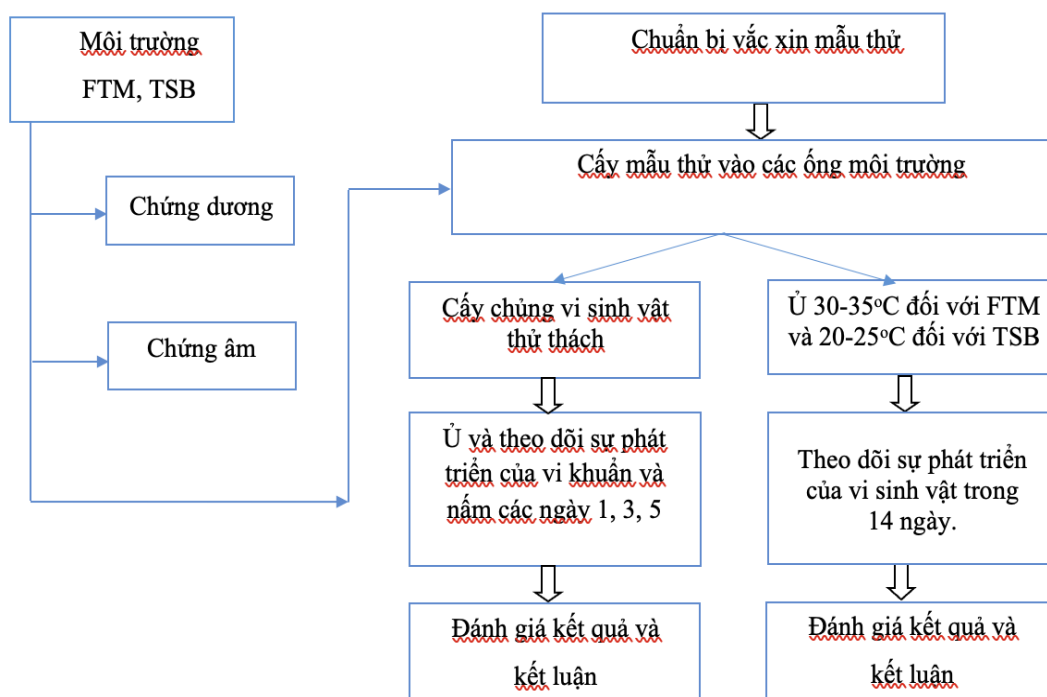 Môi trường
FTM, TSB
Chuẩn bị vắc xin mẫu thử
Cấy mẫu thử vào các ống môi trường
Chứng dương
Chứng âm
Cấy chủng vi sinh vật
thử thách
Ủ 30-35ºC đối với FTM
và 20-25ºC đối với TSB
Ủ và theo dõi sự phát
triển của vi khuẩn và
nấm các ngày 1, 3, 5
Theo dõi sự phát triển
của vi sinh vật trong
14 ngày.
Đánh giá kết quả và
kết luận
Đánh giá kết quả và
kết luận